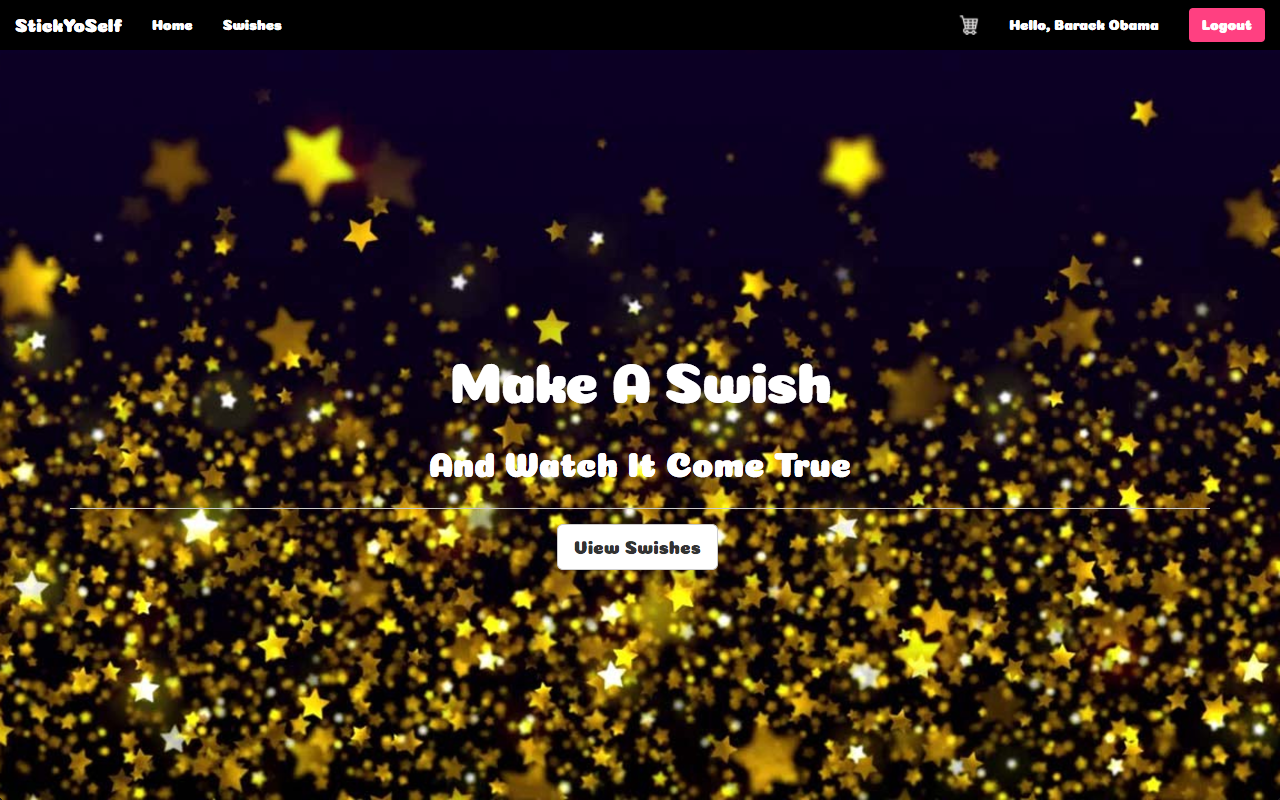 StickYoSelf Home Swishes Hello, Barack Obama Logout
Make A Swish
And Watch It Come True
View Swishes